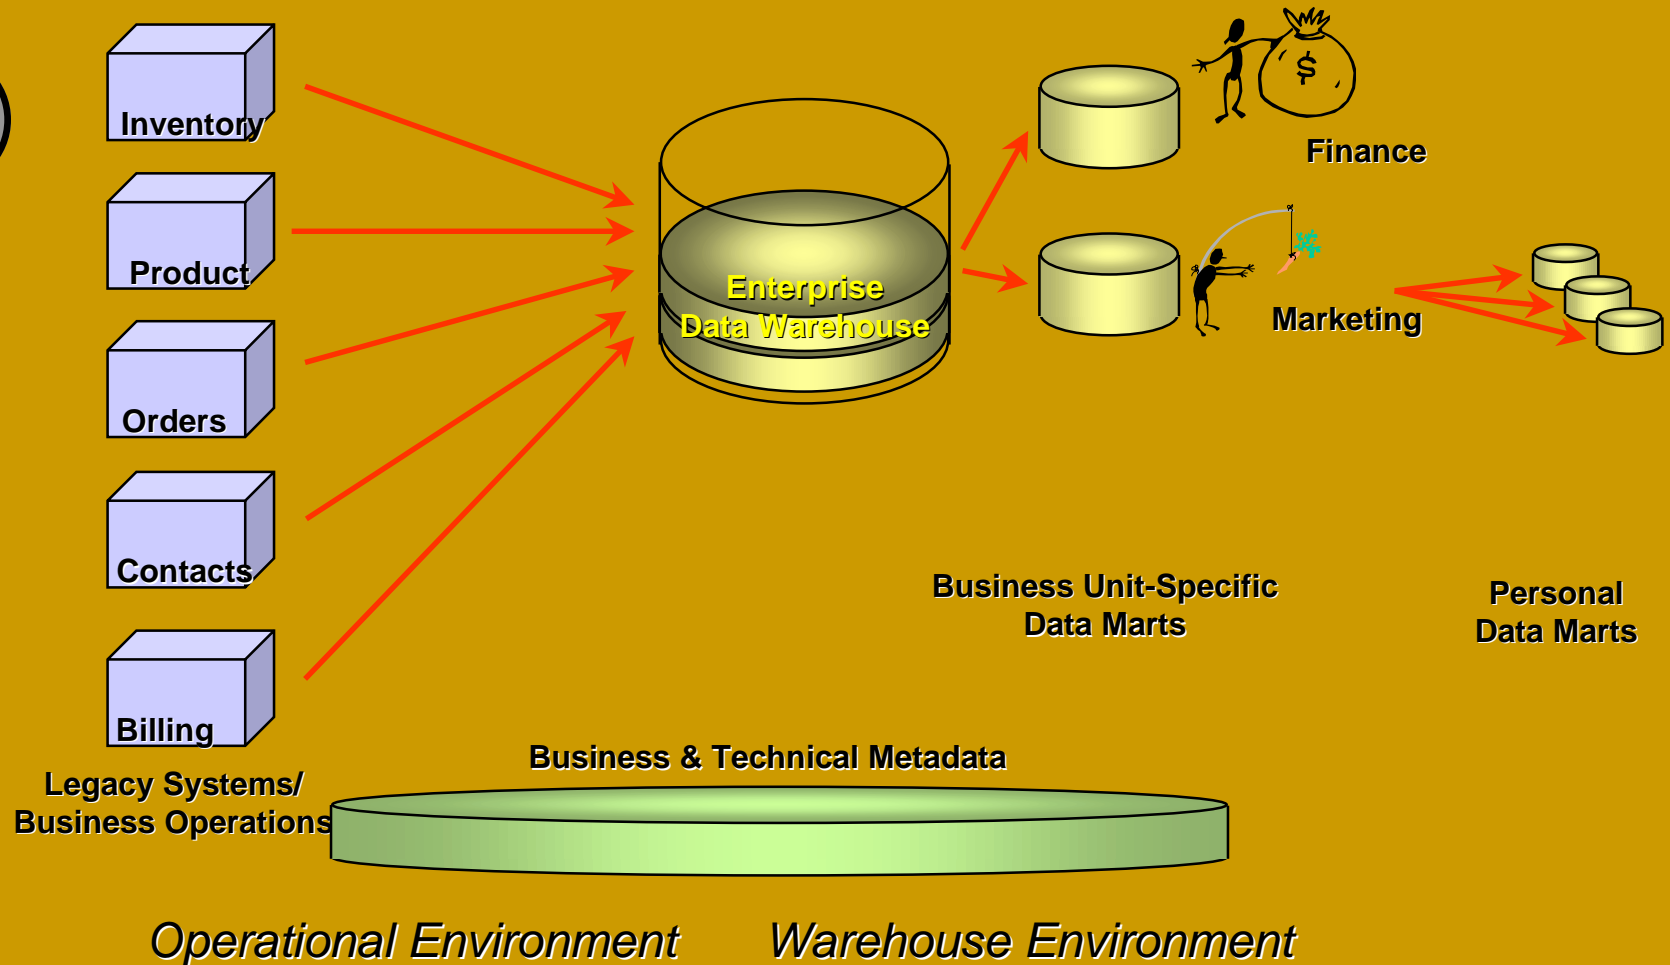 Inventory
Product
Orders
Contacts
Billing
Legacy Systems/
Business Operations
Enterprise
Data Warehouse
$
Finance
Marketing
Business Unit-Specific
Data Marts
Personal
Data Marts
Business & Technical Metadata
Operational Environment
Warehouse Environment